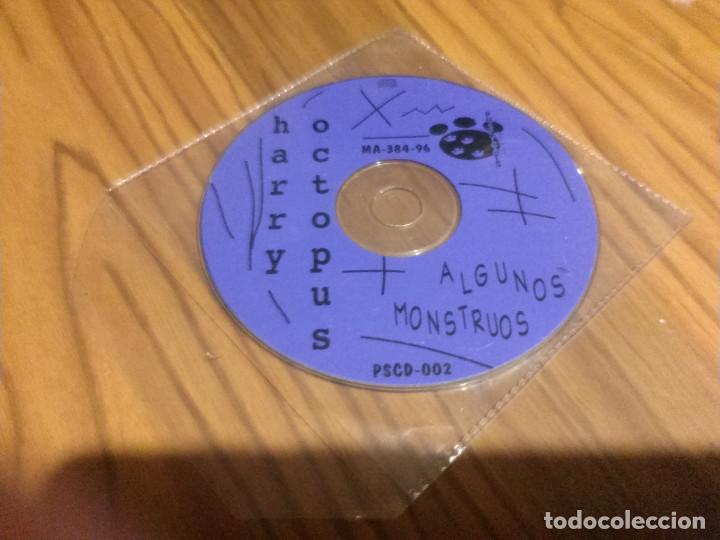 harry
octopus
MA-384-96
ALGUNOS
MONSTRUOS
PSCD-002
todocoleccion